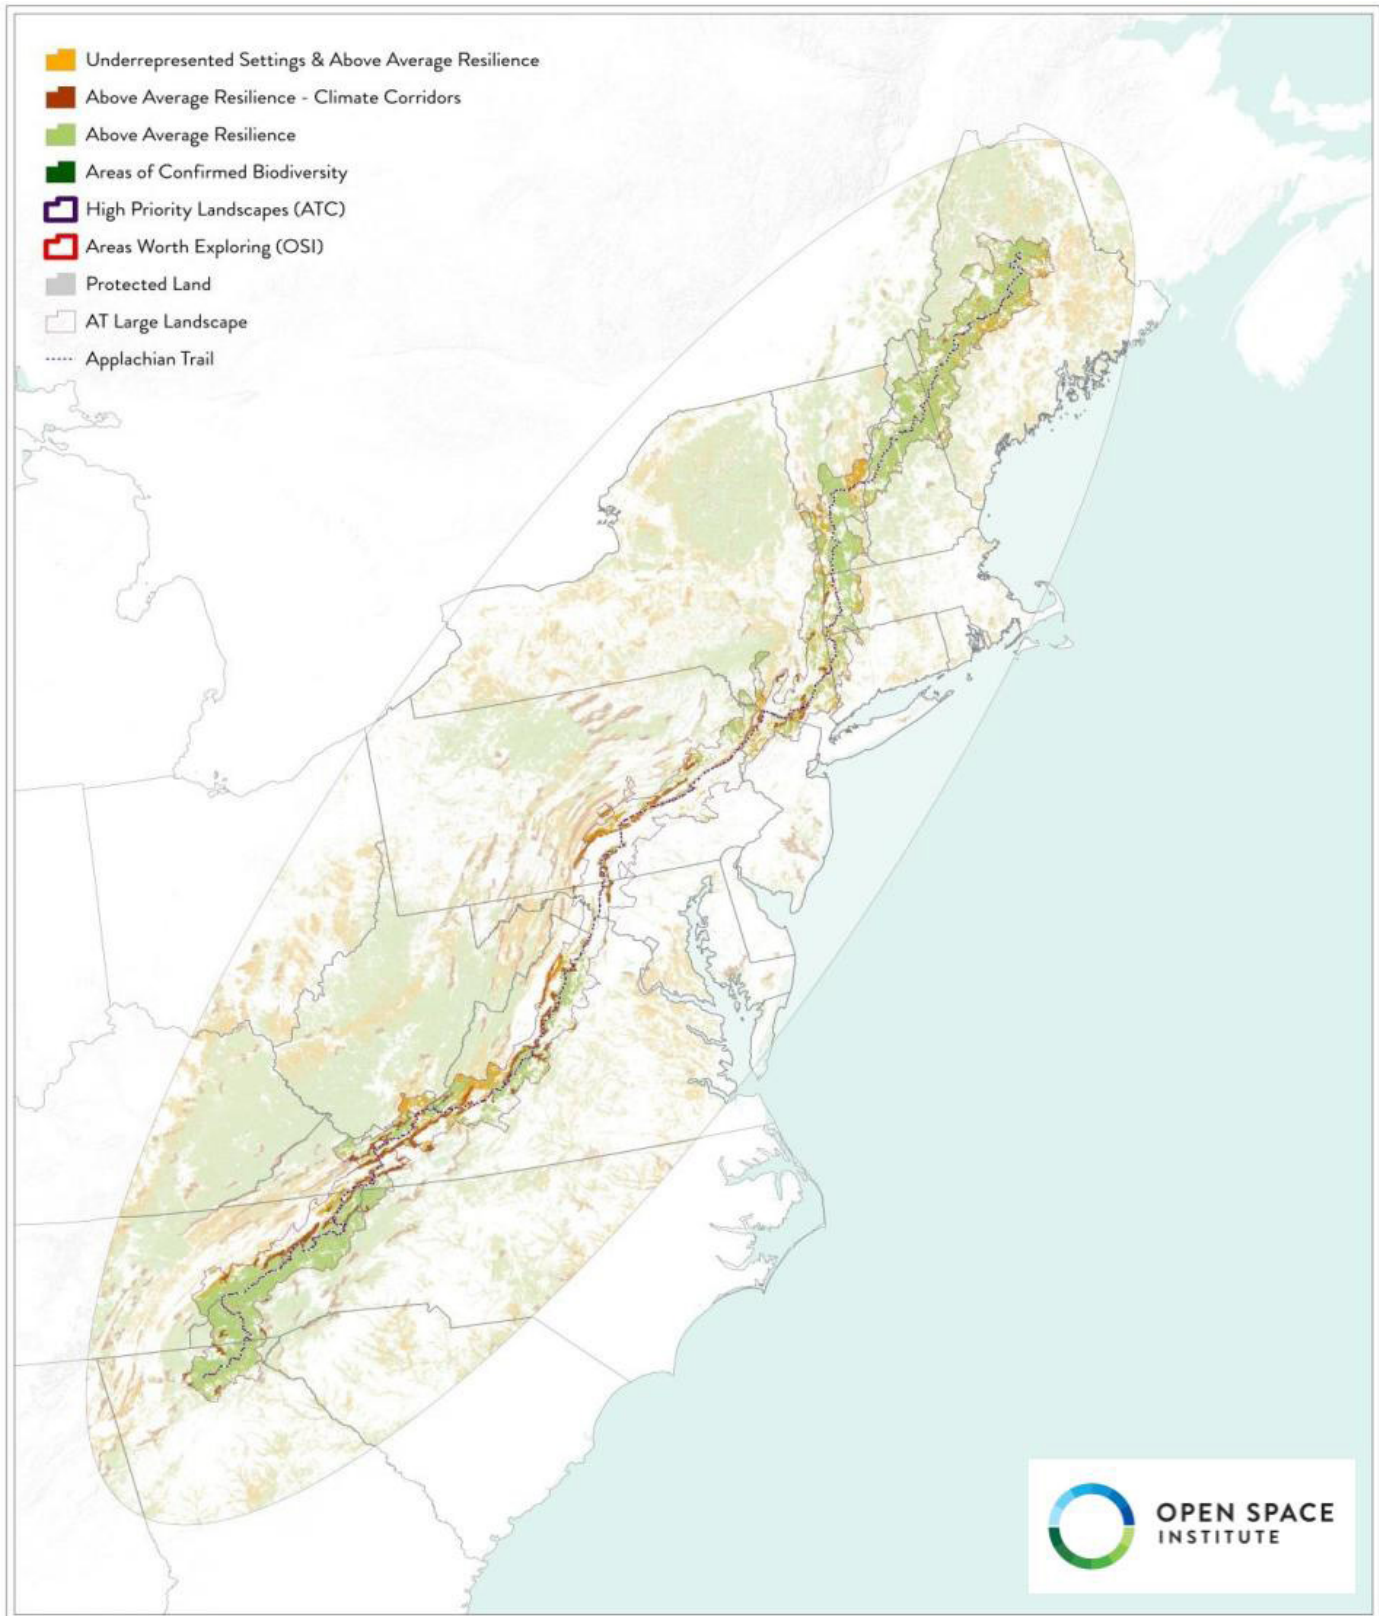 Underrepresented Settings & Above Average Resilience
Above Average Resilience - Climate Corridors
Above Average Resilience
Areas of Confirmed Biodiversity
High Priority Landscapes (ATC)
Areas Worth Exploring (OSI)
Protected Land
AT Large Landscape
Applachian Trail
OPEN SPACE
INSTITUTE